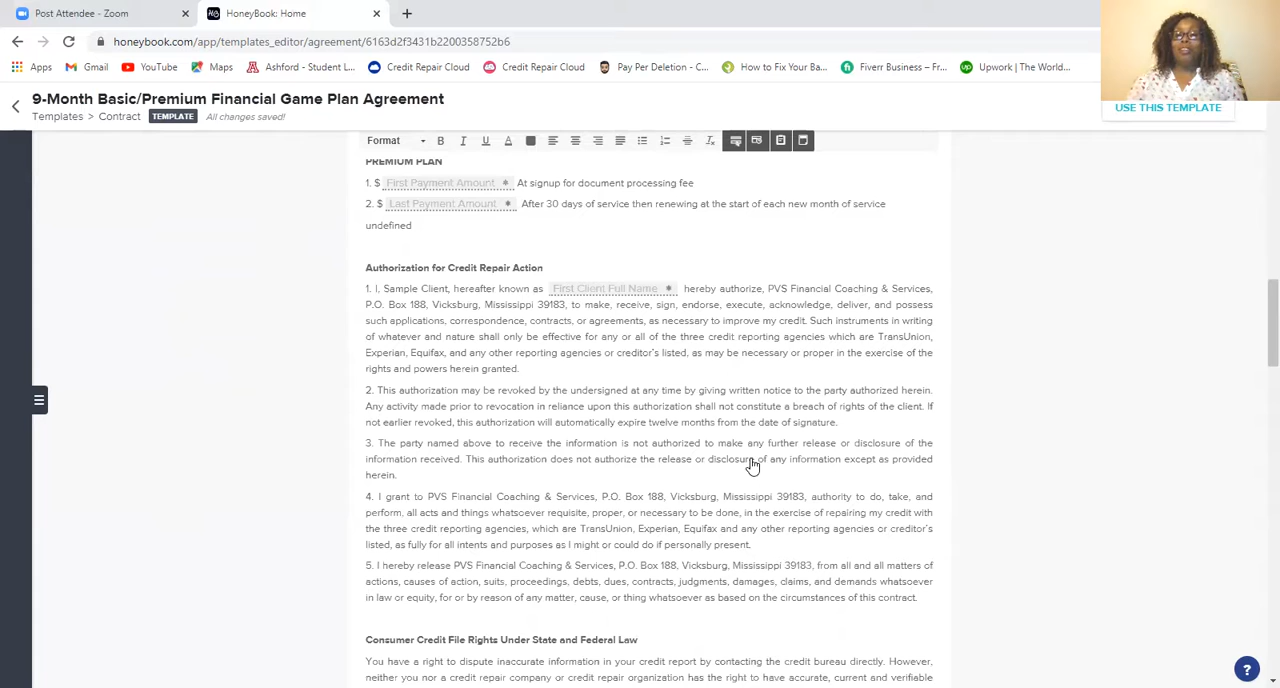 Post Attendee - Zoom
HoneyBook: Home
honeybook.com/app/templates_editor/agreement/6163d2f3431b2200358752b6
Apps Gmail YouTube Maps Ashford - Student L... Credit Repair Cloud Credit Repair Cloud Pay Per Deletion - C... How to Fix Your Ba... Fiverr Business – Fr... Upwork | The World...
9-Month Basic/Premium Financial Game Plan Agreement
Templates > Contract TEMPLATE All changes saved!
USE THIS TEMPLATE
Format
PREMIUM PLAN
1. $ First Payment Amount * At signup for document processing fee
2. $ Last Payment Amount * After 30 days of service then renewing at the start of each new month of service
undefined
Authorization for Credit Repair Action
1. I, Sample Client, hereafter known as First Client Full Name * hereby authorize, PVS Financial Coaching & Services,
P.O. Box 188, Vicksburg, Mississippi 39183, to make, receive, sign, endorse, execute, acknowledge, deliver, and possess
such applications, correspondence, contracts, or agreements, as necessary to improve my credit. Such instruments in writing
of whatever and nature shall only be effective for any or all of the three credit reporting agencies which are TransUnion,
Experian, Equifax, and any other reporting agencies or creditor's listed, as may be necessary or proper in the exercise of the
rights and powers herein granted.
2. This authorization may be revoked by the undersigned at any time by giving written notice to the party authorized herein.
Any activity made prior to revocation in reliance upon this authorization shall not constitute a breach of rights of the client. If
not earlier revoked, this authorization will automatically expire twelve months from the date of signature.
3. The party named above to receive the information is not authorized to make any further release or disclosure of the
information received. This authorization does not authorize the release or disclosure of any information except as provided
herein.
4. I grant to PVS Financial Coaching & Services, P.O. Box 188, Vicksburg, Mississippi 39183, authority to do, take, and
perform, all acts and things whatsoever requisite, proper, or necessary to be done, in the exercise of repairing my credit with
the three credit reporting agencies, which are TransUnion, Experian, Equifax and any other reporting agencies or creditor's
listed, as fully for all intents and purposes as I might or could do if personally present.
5. I hereby release PVS Financial Coaching & Services, P.O. Box 188, Vicksburg, Mississippi 39183, from all and all matters of
actions, causes of action, suits, proceedings, debts, dues, contracts, judgments, damages, claims, and demands whatsoever
in law or equity, for or by reason of any matter, cause, or thing whatsoever as based on the circumstances of this contract.
Consumer Credit File Rights Under State and Federal Law
You have a right to dispute inaccurate information in your credit report by contacting the credit bureau directly. However,
neither you nor a credit repair company or credit repair organization has the right to have accurate, current and verifiable